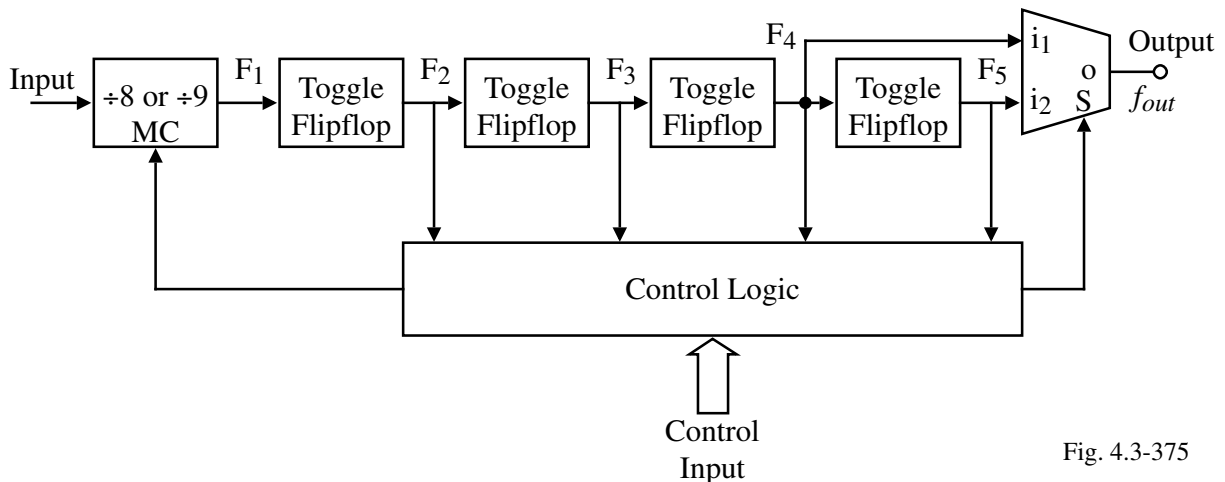 Input
÷8 or ÷9
MC
F1
Toggle
Flipflop
F2
Toggle
Flipflop
F3
Toggle
Flipflop
F4
Toggle
Flipflop
F5
i1
i2
o
S
Output
fout
Control Logic
Control
Input
Fig. 4.3-375